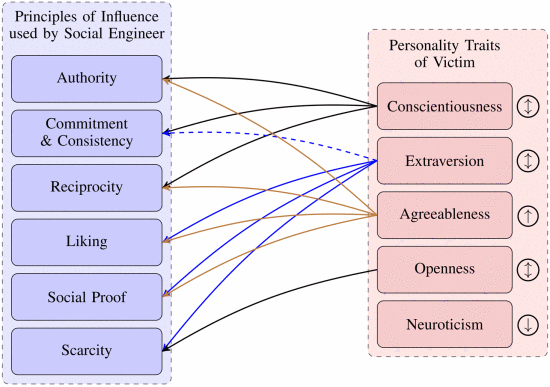 Principles of Influence
used by Social Engineer
Authority
Commitment
& Consistency
Reciprocity
Liking
Social Proof
Scarcity
Personality Traits
of Victim
Conscientiousness
Extraversion
Agreeableness
Openness
Neuroticism